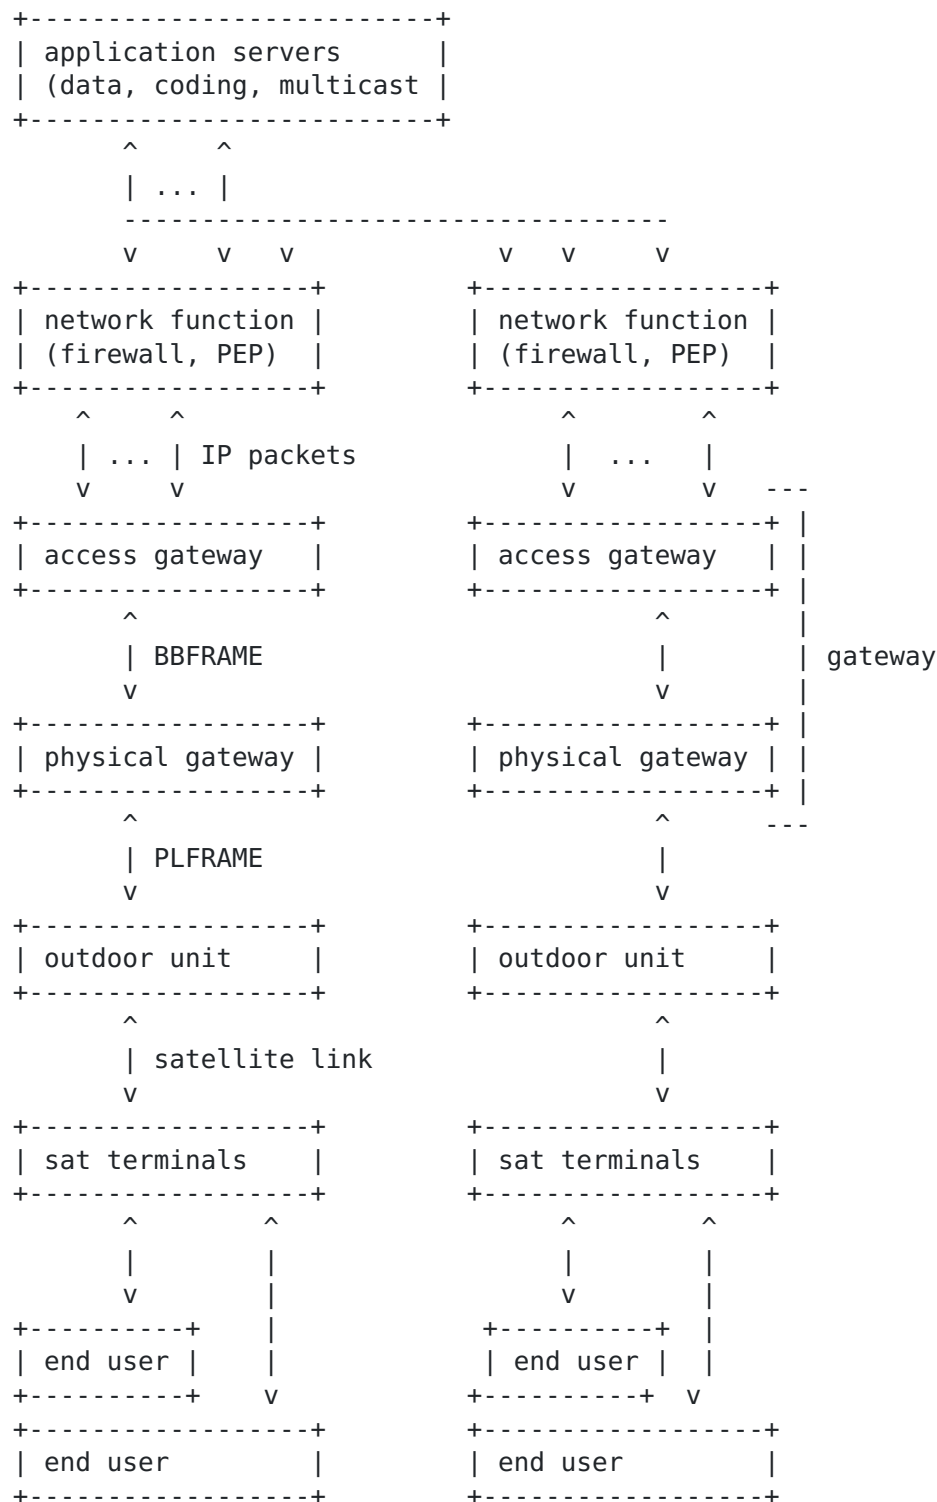 application servers
(data, coding, multicast
...
network function network function
(firewall, PEP) (firewall, PEP)
... IP packets ...
access gateway access gateway
BBFRAME gateway
physical gateway physical gateway
PLFRAME
outdoor unit outdoor unit
satellite link
sat terminals sat terminals
end user end user
end user end user